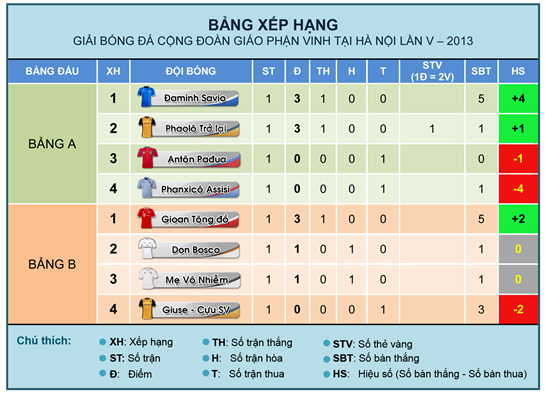 BẢNG XẾP HẠNG
GIẢI BÓNG ĐÁ CỘNG ĐOÀN GIÁO PHẬN VINH TẠI HÀ NỘI LẦN V – 2013
BẢNG ĐẤU XH ĐỘI BÓNG ST Đ TH H T STV (1Đ = 2V) SBT HS
BẢNG A
1 Đaminh Savio 1 3 1 0 0 5 +4
2 Phaolô Trở lại 1 3 1 0 0 1 1 +1
3 Antôn Padua 1 0 0 0 1 0 -1
4 Phanxicô Assisi 1 0 0 0 1 1 -4
BẢNG B
1 Gioan Tông đồ 1 3 1 0 0 5 +2
2 Don Bosco 1 1 0 1 0 1 0
3 Mẹ Vô Nhiễm 1 1 0 1 0 1 0
4 Giuse - Cựu SV 1 0 0 0 1 3 -2
Chú thích:
XH: Xếp hạng TH: Số trận thắng STV: Số thẻ vàng
ST: Số trận H: Số trận hòa SBT: Số bàn thắng
Đ: Điểm T: Số trận thua HS: Hiệu số (Số bàn thắng - Số bàn thua)